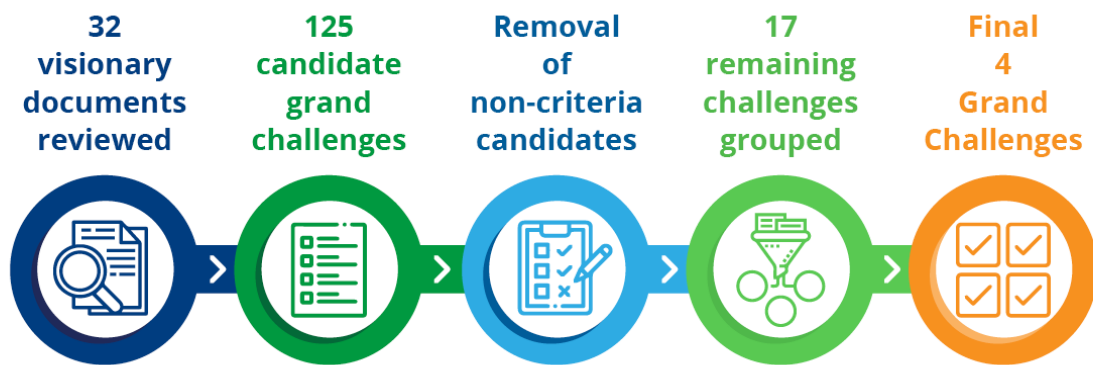 32
visionary
documents
reviewed
125
candidate
grand
challenges
Removal
of
non-criteria
candidates
17
remaining
challenges
grouped
Final
4
Grand
Challenges